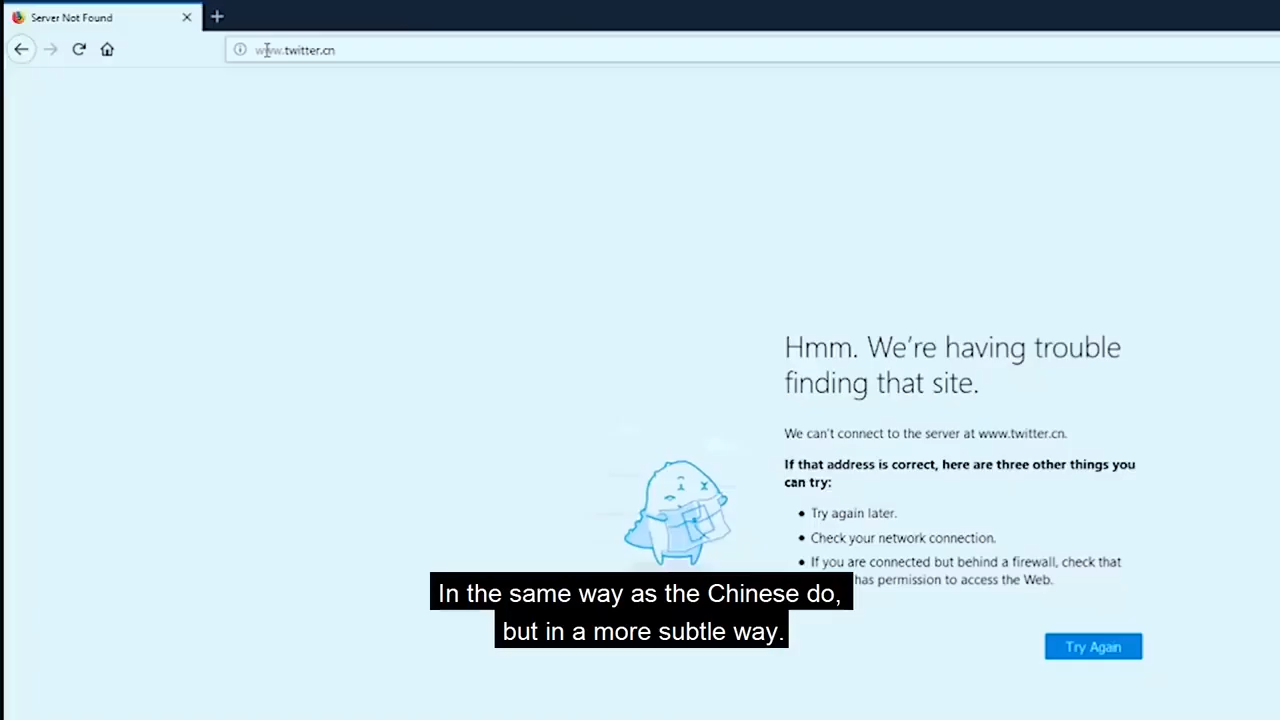 Server Not Found
www.twitter.cn
Hmm. We're having trouble
finding that site.
We can't connect to the server at www.twitter.cn.
If that address is correct, here are three other things you
can try:
• Try again later.
• Check your network connection.
• If you are connected but behind a firewall, check that
has permission to access the Web.
In the same way as the Chinese do,
but in a more subtle way.
Try Again